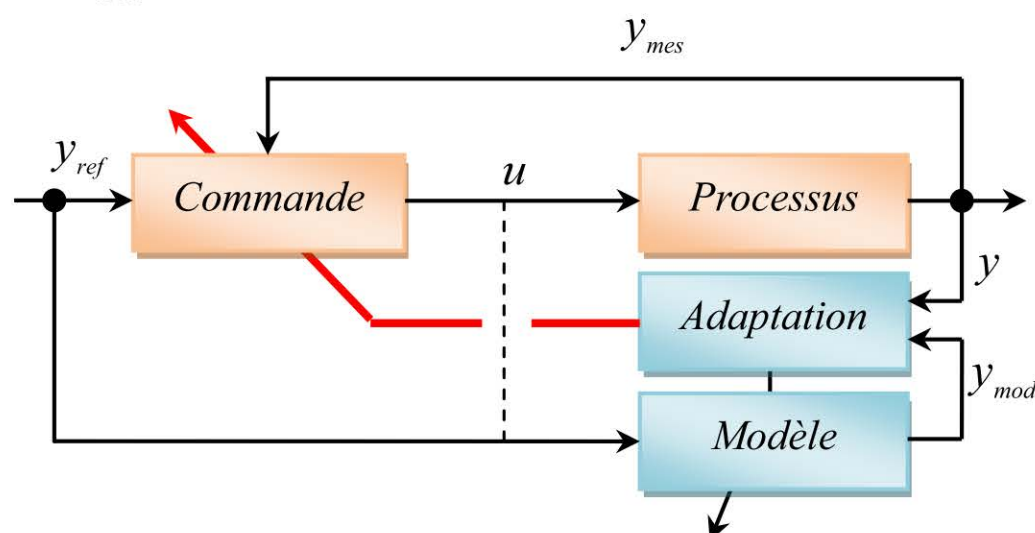 y_mes
y_ref
Commande
u
Processus
y
Adaptation
y_mod
Modèle